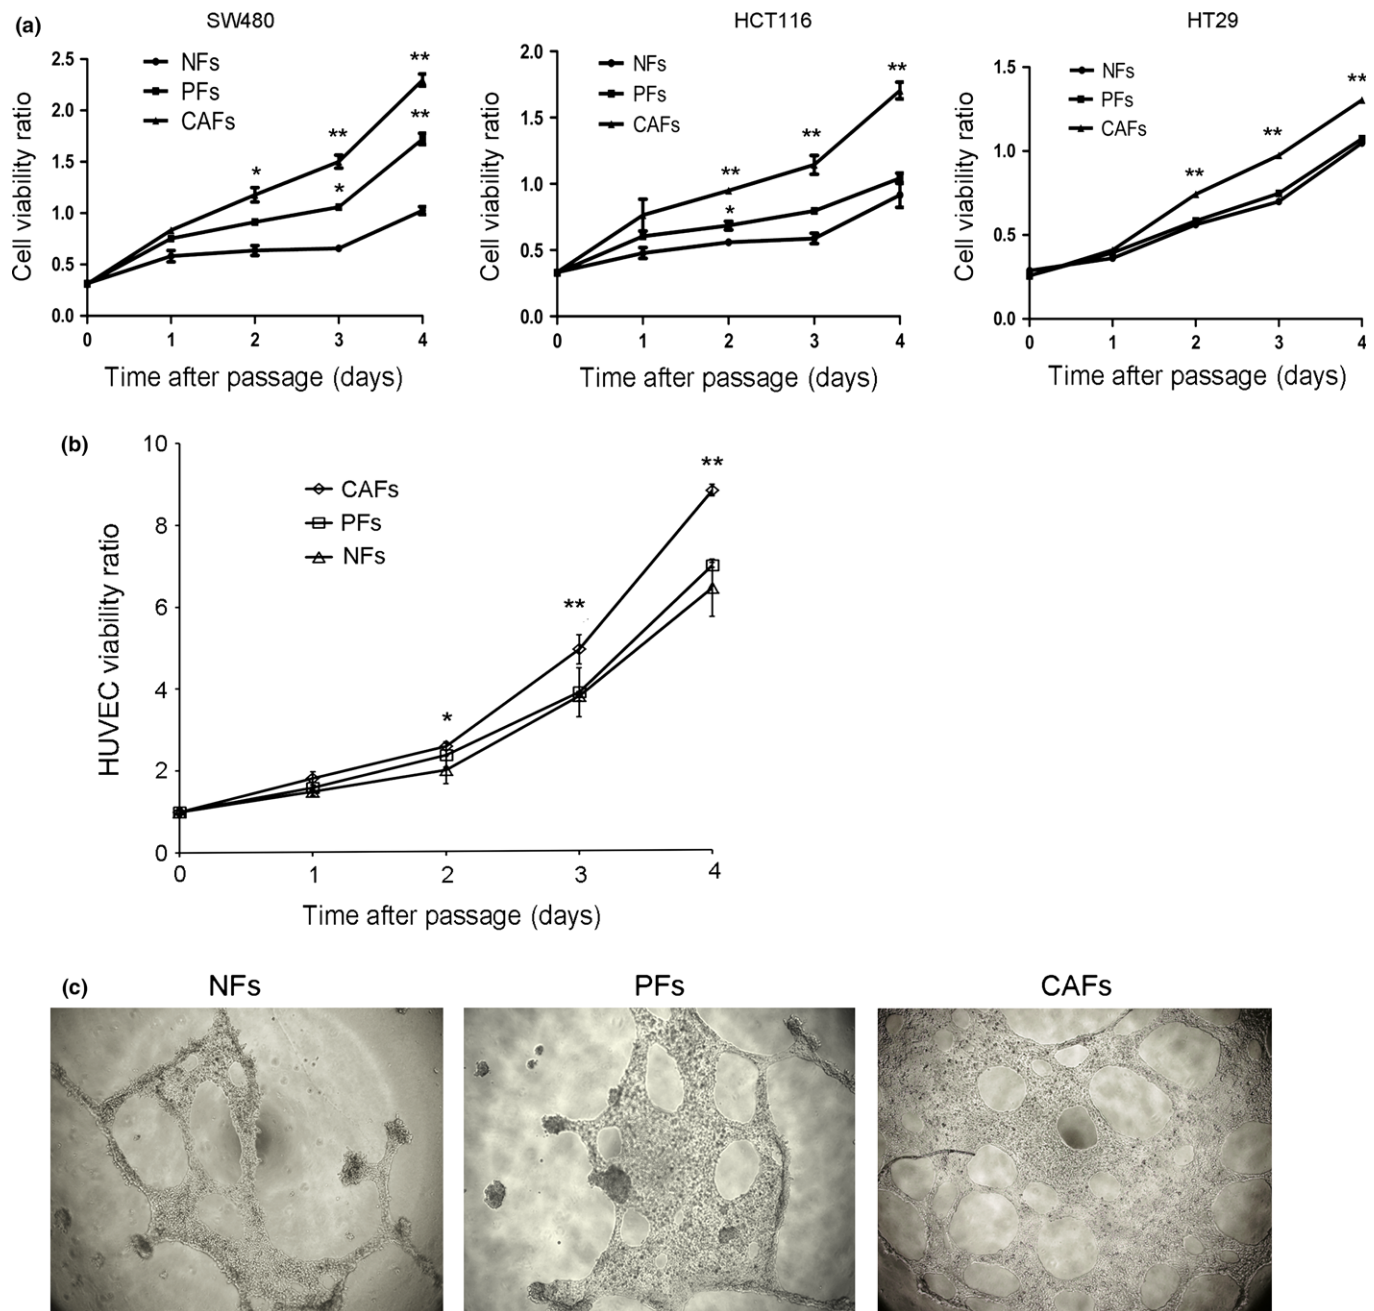 (a)
SW480
Cell viability ratio
2.5
2.0
1.5
1.0
0.5
0.0
NFs
PFs
CAFs
*
**
*
**
**
0 1 2 3 4
Time after passage (days)
HCT116
Cell viability ratio
2.0
1.5
1.0
0.5
0.0
NFs
PFs
CAFs
**
*
**
**
0 1 2 3 4
Time after passage (days)
HT29
Cell viability ratio
1.5
1.0
0.5
0.0
NFs
PFs
CAFs
**
**
**
0 1 2 3 4
Time after passage (days)
(b)
HUVEC viability ratio
10
8
6
4
2
0
CAFs
PFs
NFs
*
**
**
0 1 2 3 4
Time after passage (days)
(c)
NFs
PFs
CAFs